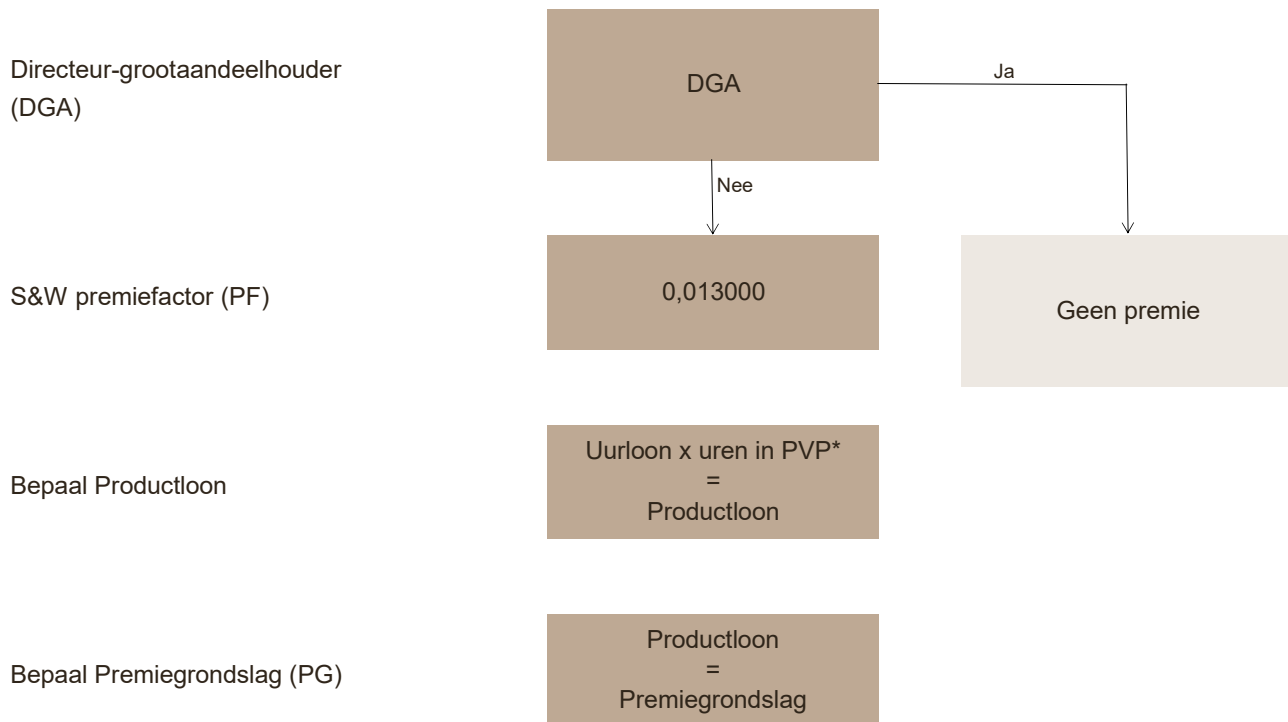 Directeur-grootaandeelhouder
(DGA)
DGA
Ja
Nee
S&W premiefactor (PF)
0,013000
Geen premie
Bepaal Productloon
Uurloon x uren in PVP*
=
Productloon
Bepaal Premiegrondslag (PG)
Productloon
=
Premiegrondslag